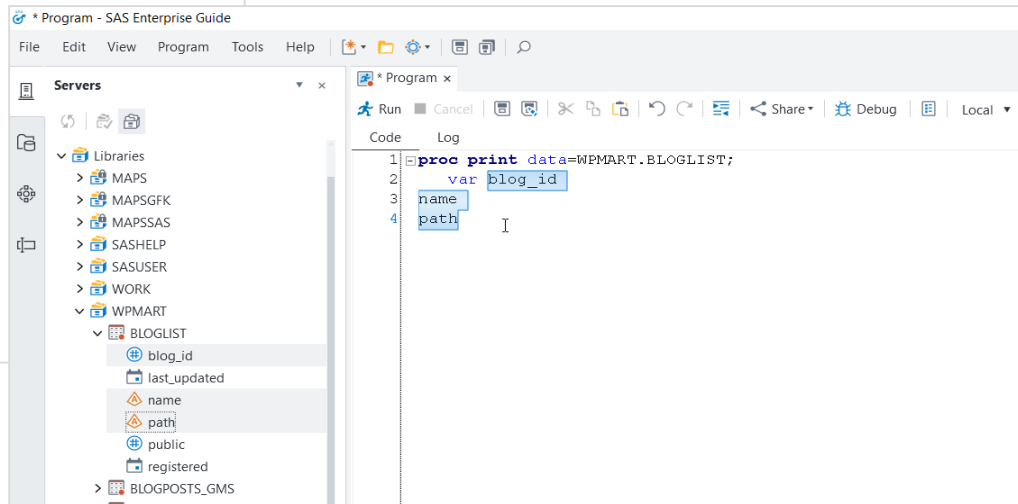 * Program - SAS Enterprise Guide
File Edit View Program Tools Help
Servers
* Program
Run Cancel Share Debug Local
Code Log
Libraries
MAPS
MAPSGFK
MAPSSAS
SASHELP
SASUSER
WORK
WPMART
BLOGLIST
blog_id
last_updated
name
path
public
registered
BLOGPOSTS_GMS
1 proc print data=WPMART.BLOGLIST;
2 var blog_id
3 name
4 path